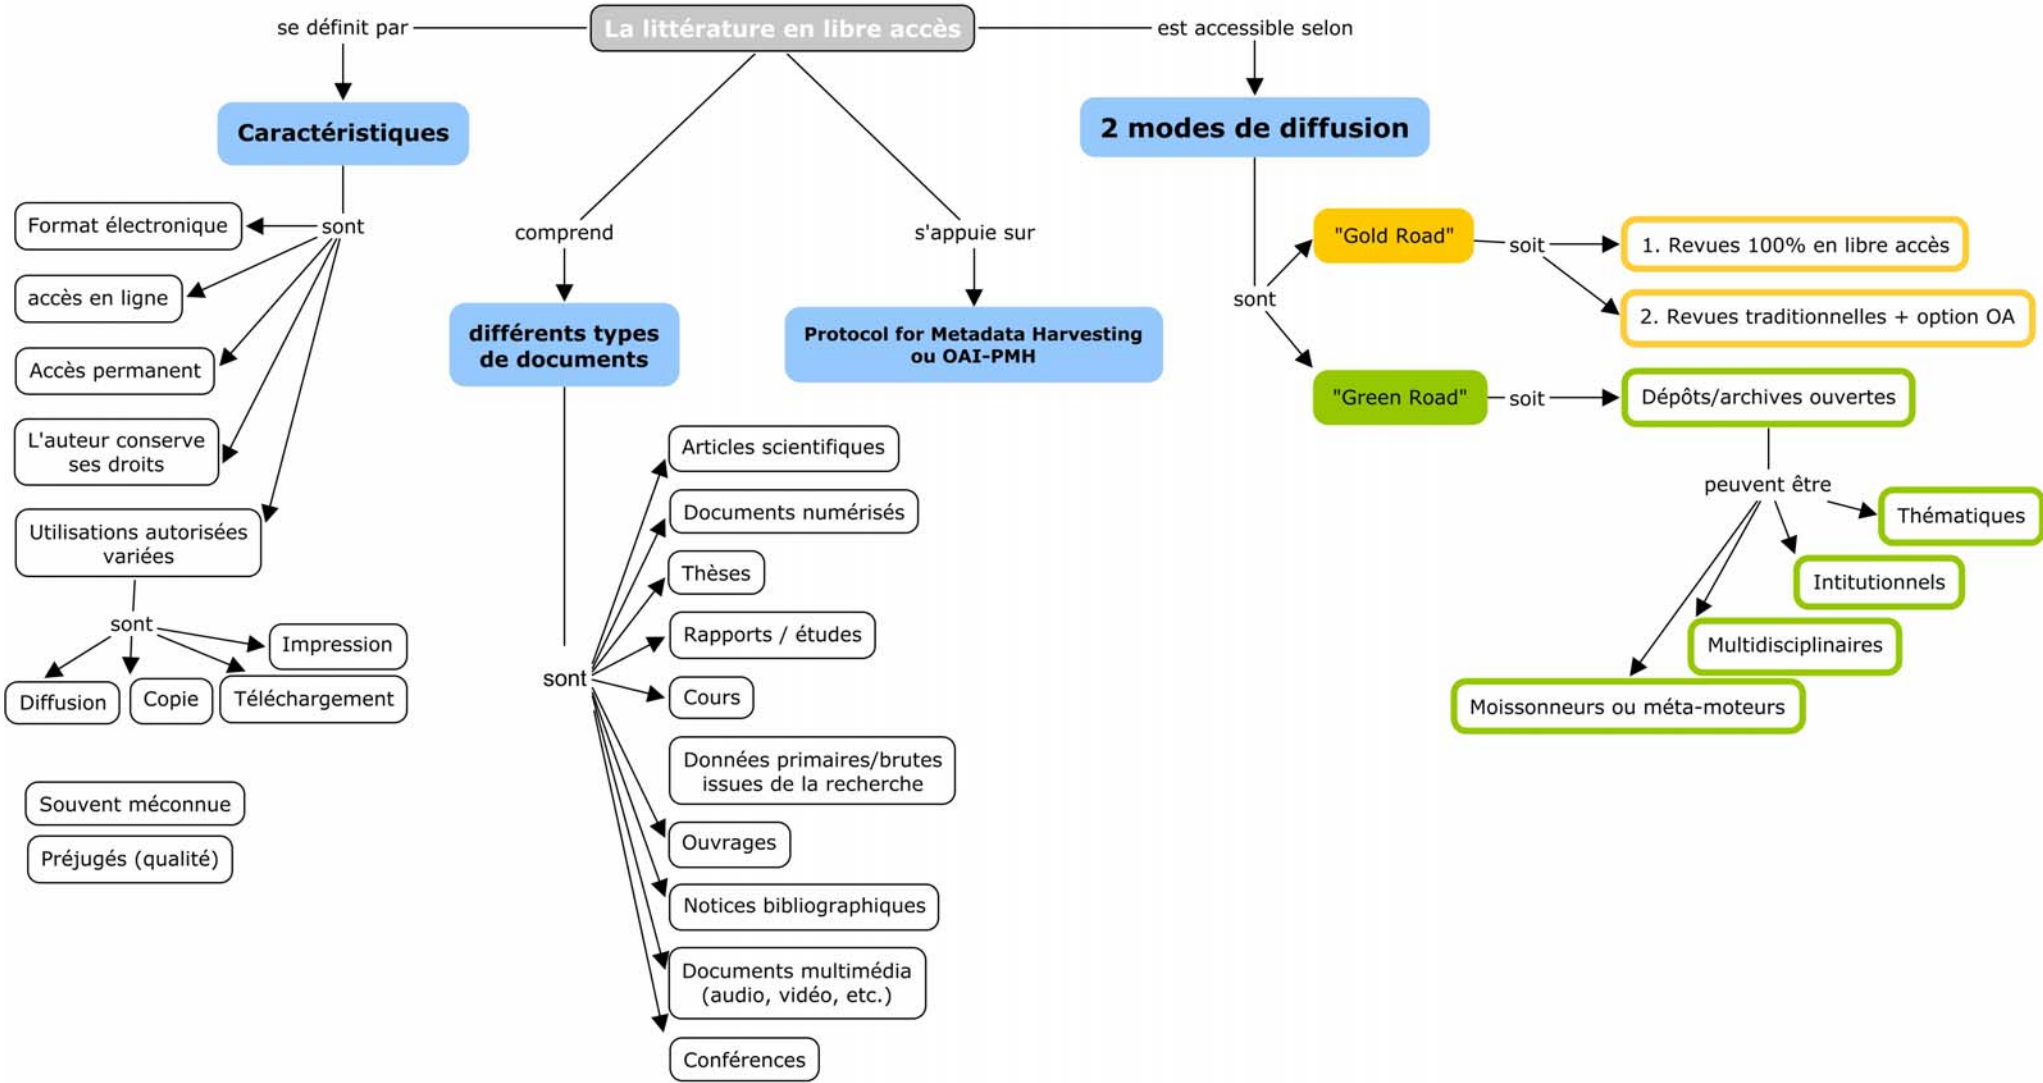 La littérature en libre accès
se définit par
est accessible selon
Caractéristiques
2 modes de diffusion
sont
Format électronique
accès en ligne
Accès permanent
L'auteur conserve
ses droits
Utilisations autorisées
variées
sont
Impression
Diffusion
Copie
Téléchargement
Souvent méconnue
Préjugés (qualité)
comprend
différents types
de documents
sont
Articles scientifiques
Documents numérisés
Thèses
Rapports / études
Cours
Données primaires/brutes
issues de la recherche
Ouvrages
Notices bibliographiques
Documents multimédia
(audio, vidéo, etc.)
Conférences
s'appuie sur
Protocol for Metadata Harvesting
ou OAI-PMH
sont
"Gold Road"
soit
1. Revues 100% en libre accès
2. Revues traditionnelles + option OA
"Green Road"
soit
Dépôts/archives ouvertes
peuvent être
Thématiques
Intitutionnels
Multidisciplinaires
Moissonneurs ou méta-moteurs